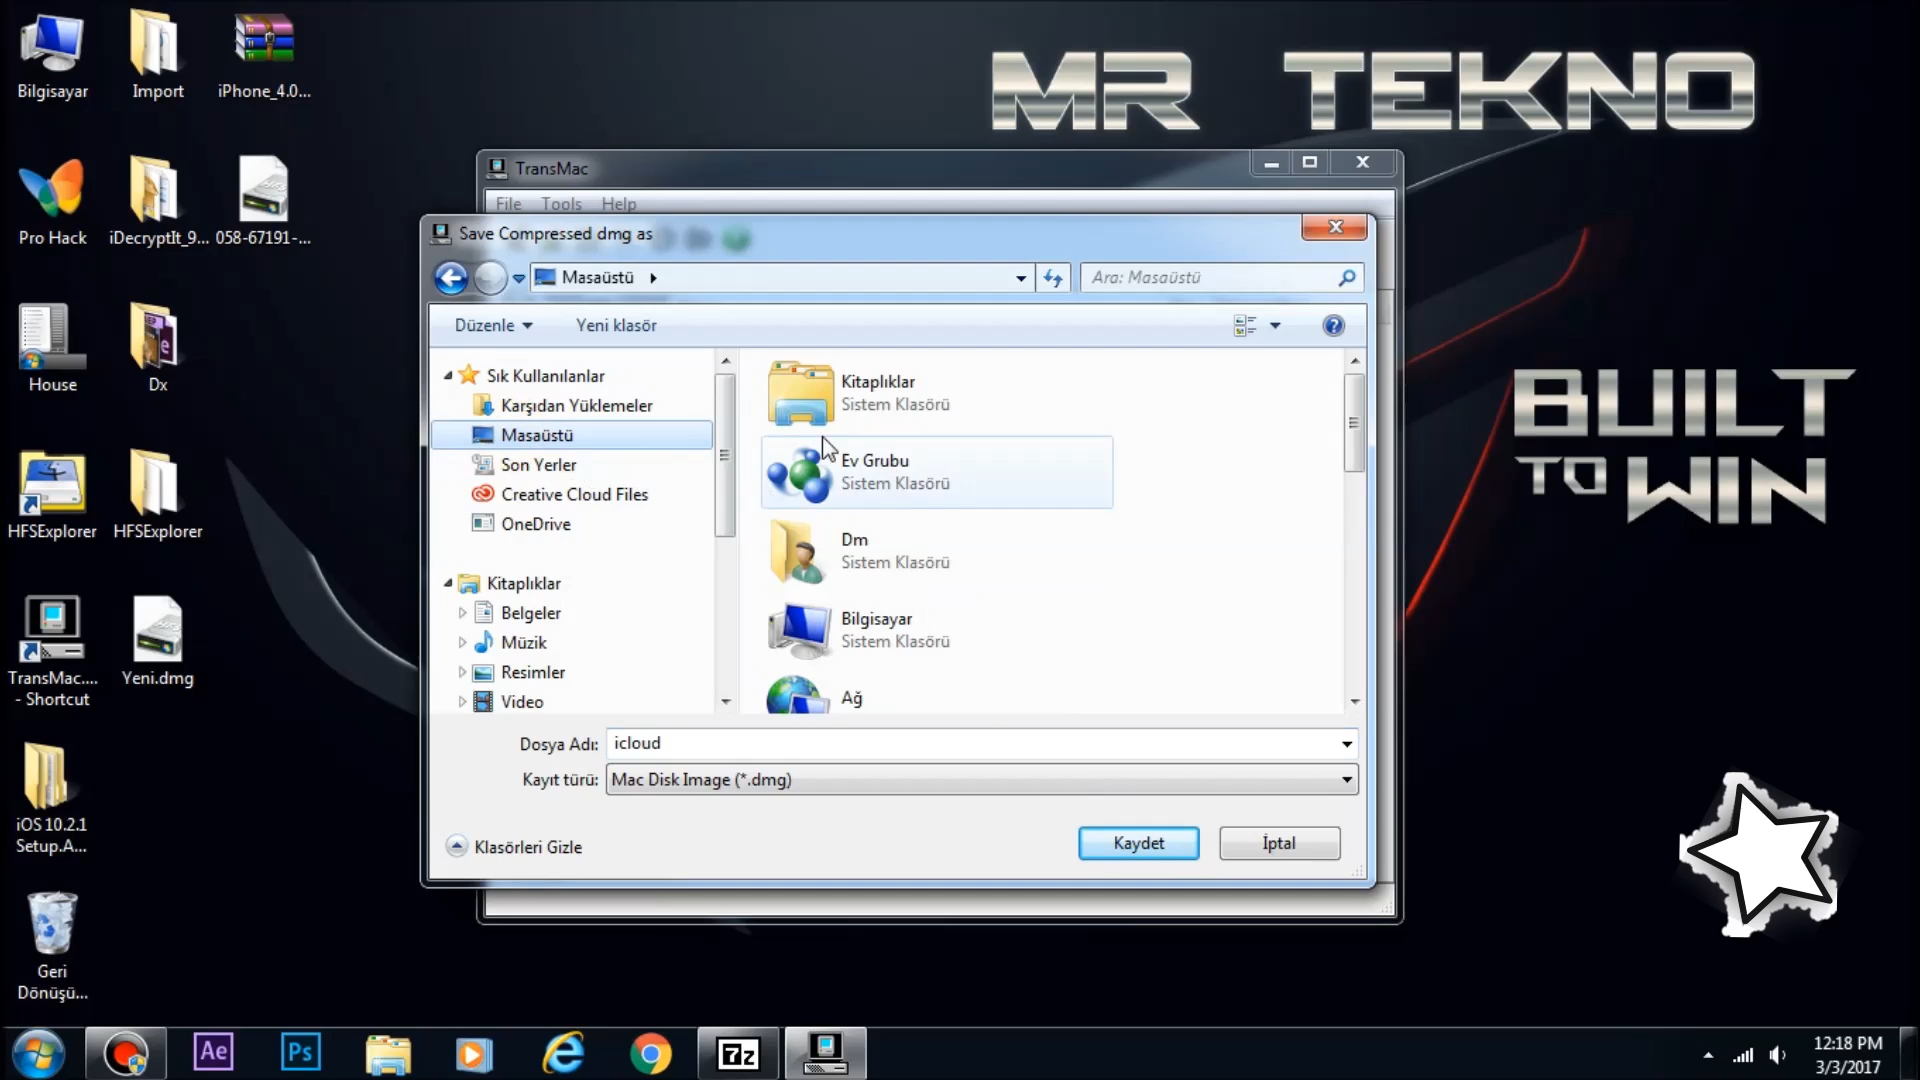 Bilgisayar
Import
iPhone_4.0...
MR TEKNO
Pro Hack
iDecryptIt_9...
058-67191-...
House
Dx
HFSExplorer
HFSExplorer
TransMac....
- Shortcut
Yeni.dmg
iOS 10.2.1
Setup.A...
Geri
Dönüşü...
BUILT
TO WIN
TransMac
File Tools Help
Save Compressed dmg as
Masaüstü
Ara: Masaüstü
Düzenle
Yeni klasör
Sık Kullanılanlar
Karşıdan Yüklemeler
Masaüstü
Son Yerler
Creative Cloud Files
OneDrive
Kitaplıklar
Belgeler
Müzik
Resimler
Video
Kitaplıklar
Sistem Klasörü
Ev Grubu
Sistem Klasörü
Dm
Sistem Klasörü
Bilgisayar
Sistem Klasörü
Ağ
Dosya Adı: icloud
Kayıt türü: Mac Disk Image (*.dmg)
Klasörleri Gizle
Kaydet
İptal
Ae
Ps
7z
12:18 PM
3/3/2017